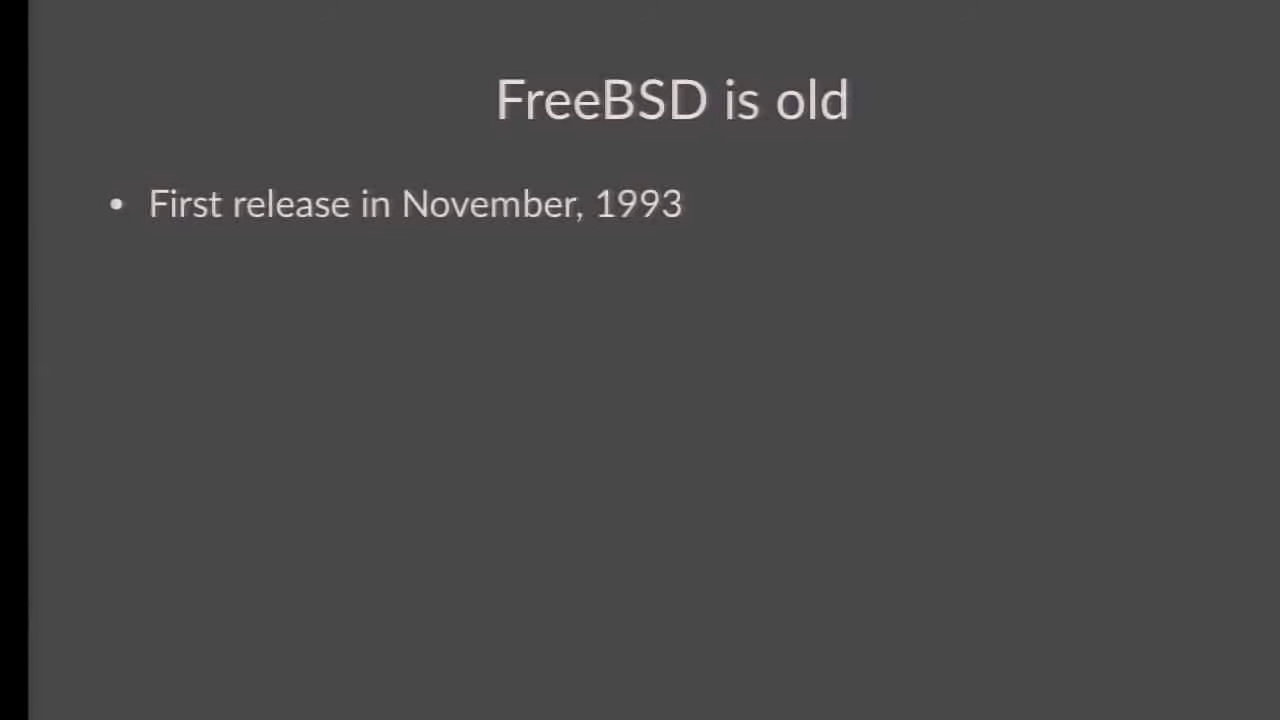 FreeBSD is old
• First release in November, 1993